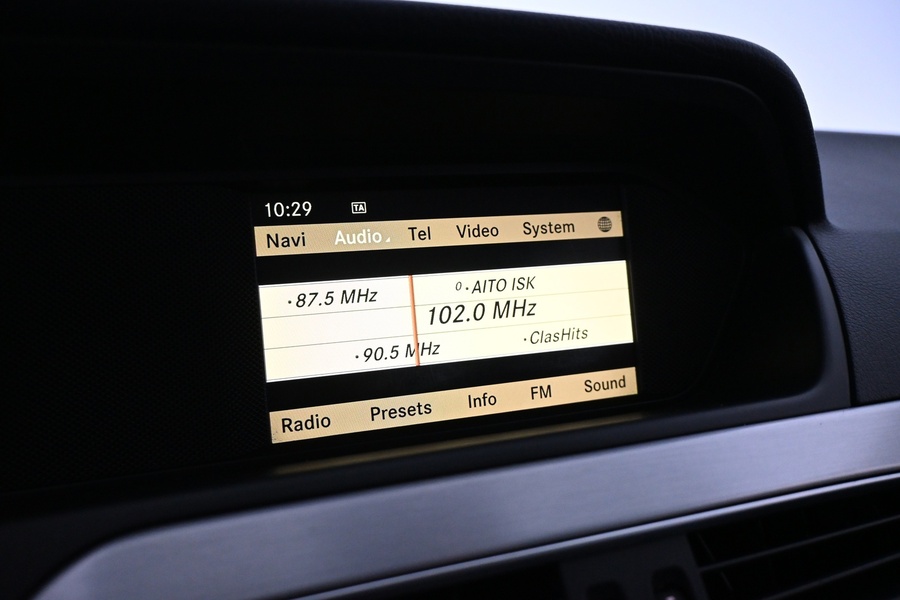 10:29 TA
Navi Audio Tel Video System
·87.5 MHz 0·AITO ISK
102.0 MHz
·90.5 MHz ·ClasHits
Radio Presets Info FM Sound